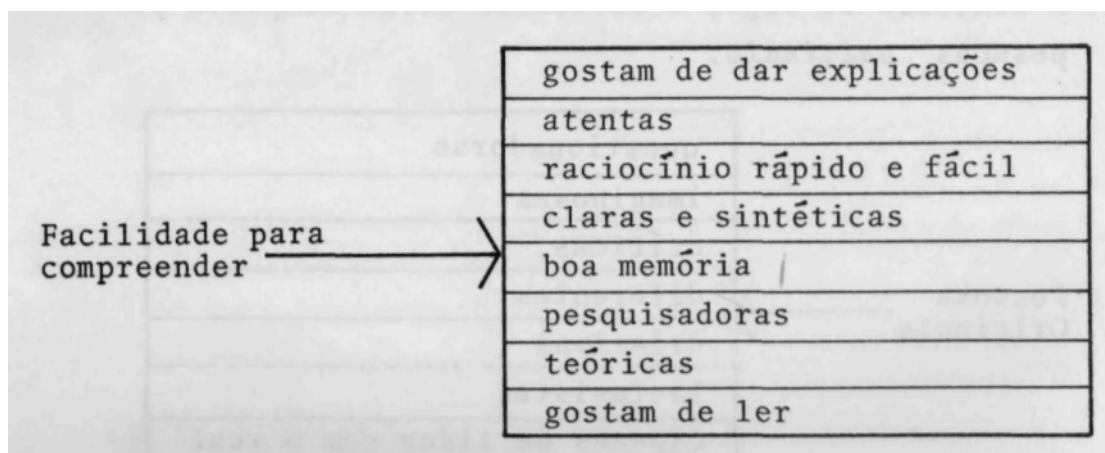 gostam de dar explicações
atentas
raciocínio rápido e fácil
claras e sintéticas
Facilidade para
compreender
boa memória
pesquisadoras
teóricas
gostam de ler